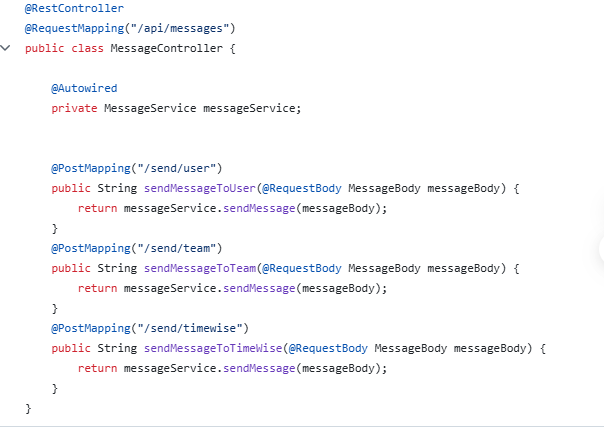 @RestController
@RequestMapping("/api/messages")
public class MessageController {
@Autowired
private MessageService messageService;
@PostMapping("/send/user")
public String sendMessageToUser(@RequestBody MessageBody messageBody) {
return messageService.sendMessage(messageBody);
}
@PostMapping("/send/team")
public String sendMessageToTeam(@RequestBody MessageBody messageBody) {
return messageService.sendMessage(messageBody);
}
@PostMapping("/send/timewise")
public String sendMessageToTimeWise(@RequestBody MessageBody messageBody) {
return messageService.sendMessage(messageBody);
}
}